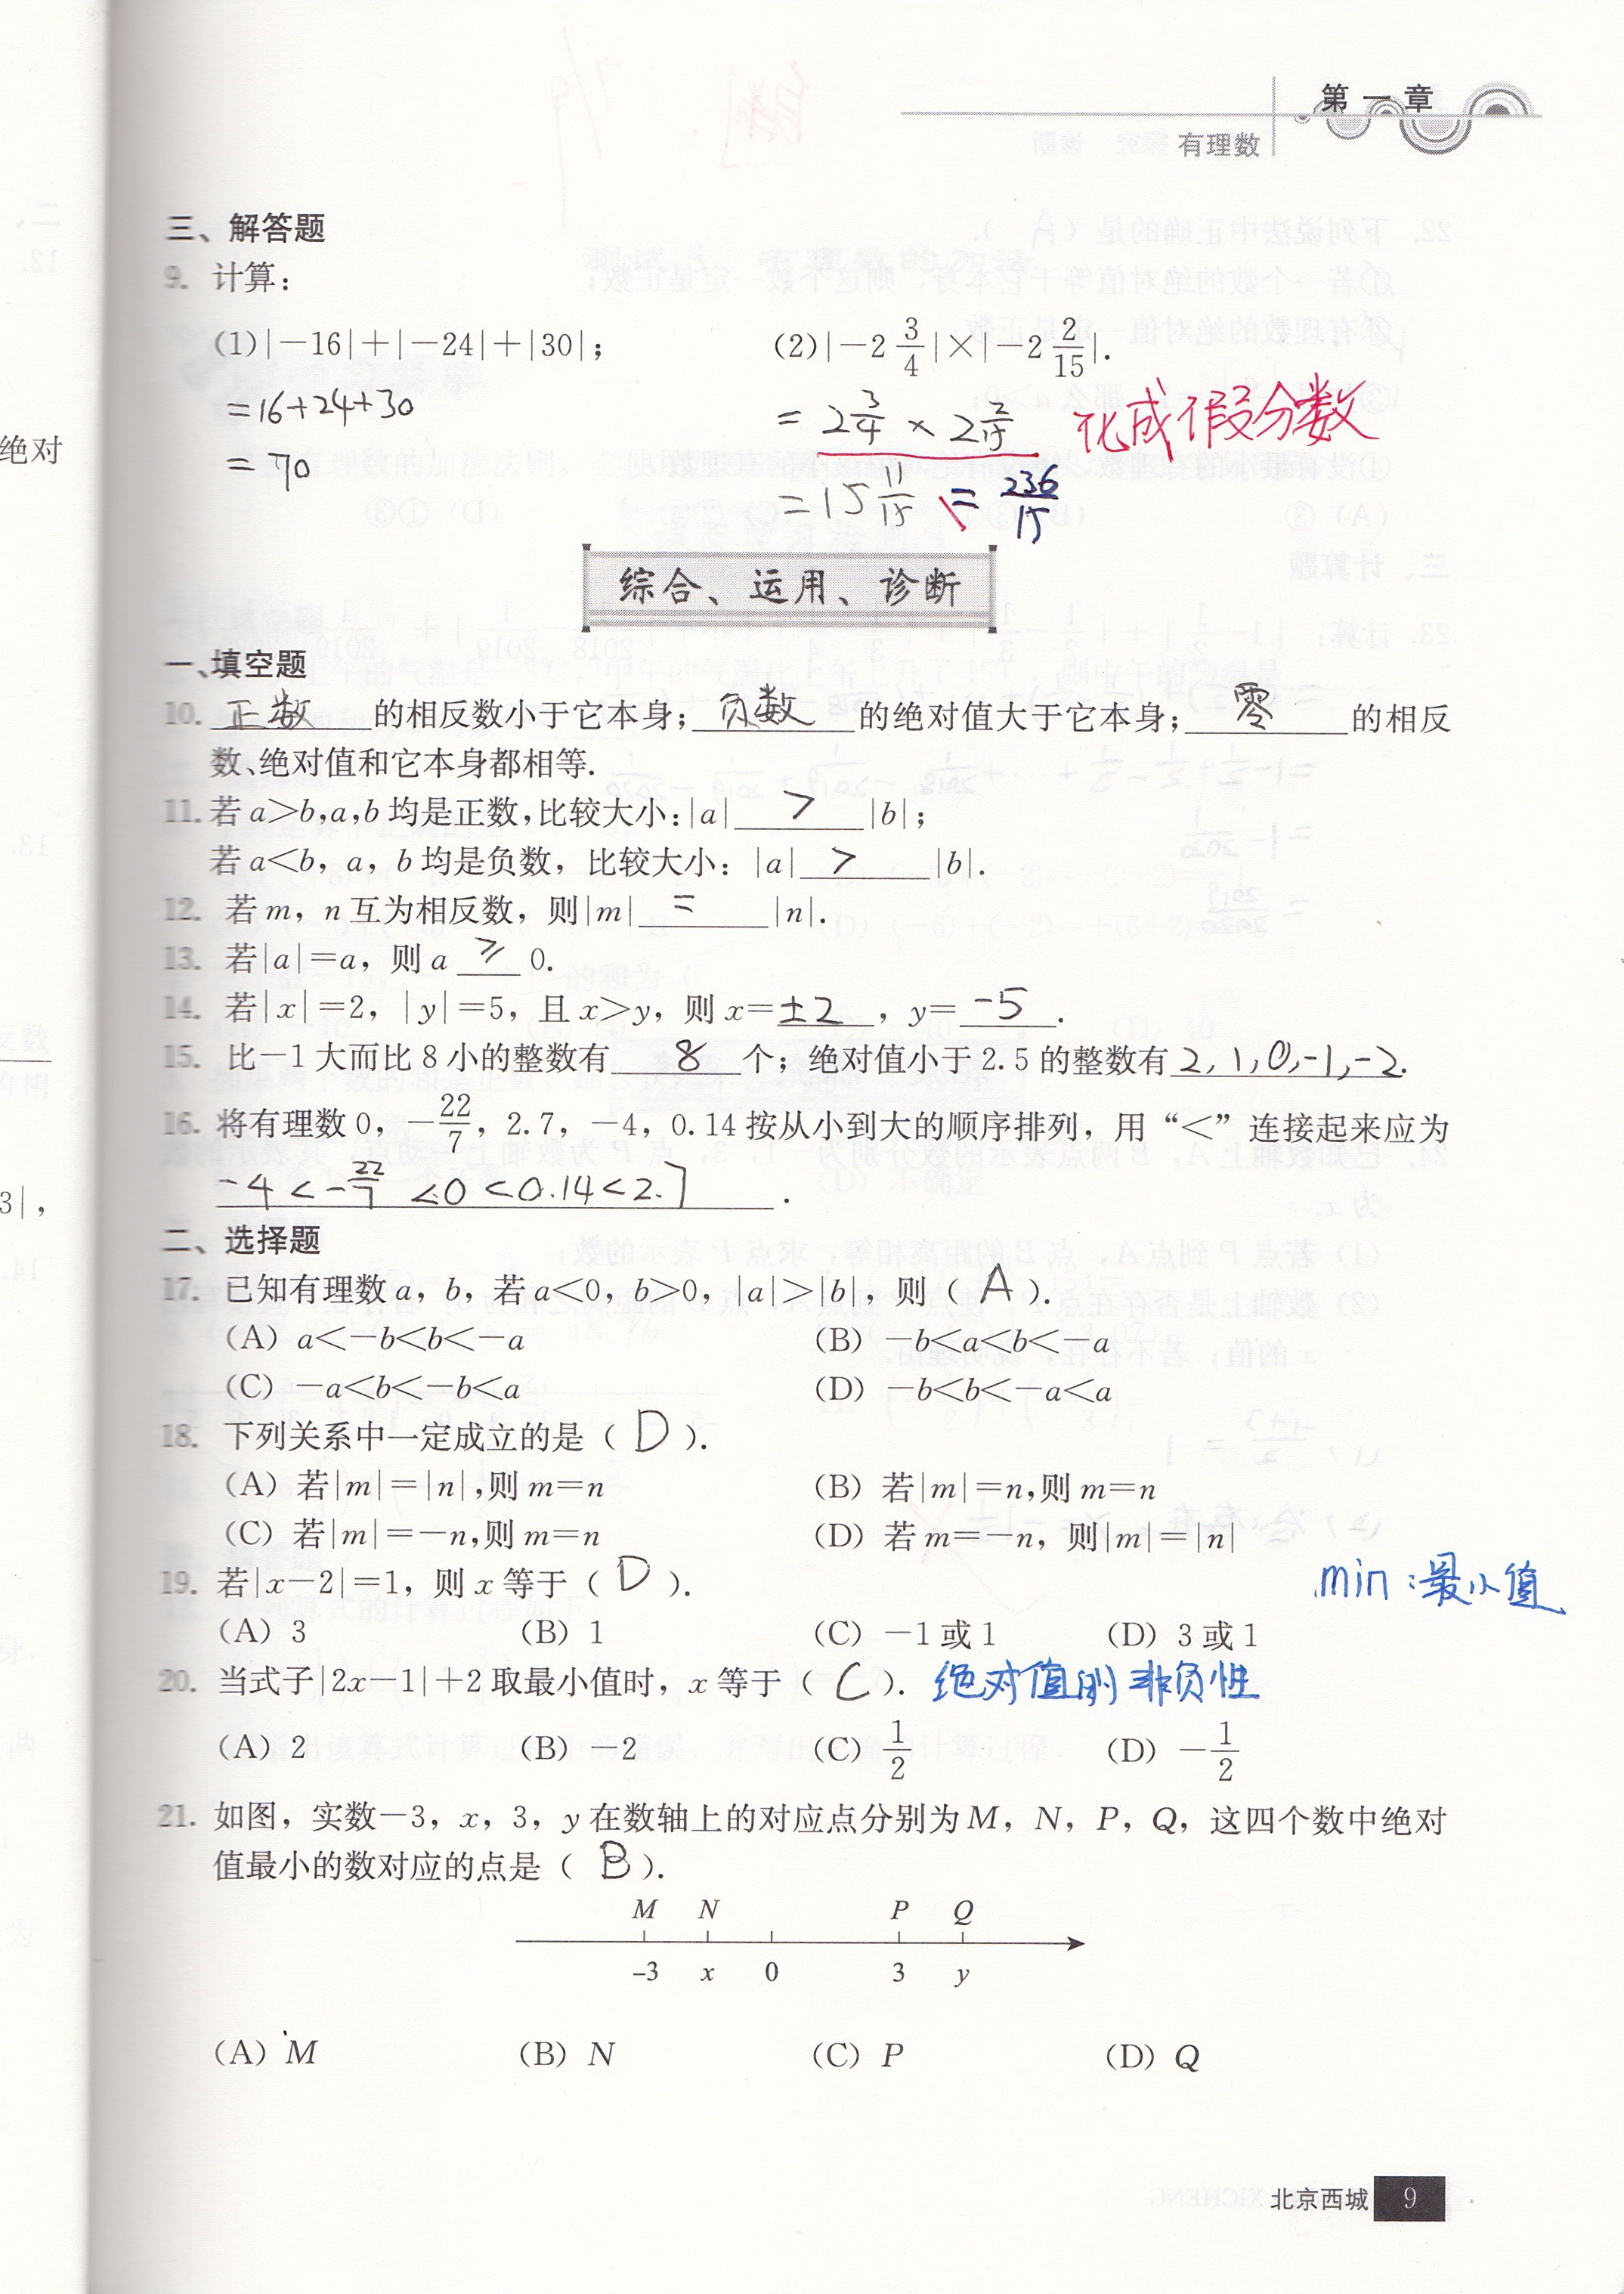 第一章
有理数
三、解答题
9. 计算：
(1)|－16|＋|－24|＋|30|；
(2)|－2 3/4|×|－2 2/15|.
=16+24+30
= 2 3/4 × 2 2/15 化成假分数
= 70
= 15 11/15 = 236/15
综合、运用、诊断
一、填空题
10. 正数 的相反数小于它本身；负数 的绝对值大于它本身；零 的相反
数、绝对值和它本身都相等.
11. 若 a＞b,a,b 均是正数,比较大小：|a| > |b|；
若 a＜b，a，b 均是负数，比较大小：|a| > |b|.
12. 若 m，n 互为相反数，则|m| = |n|.
13. 若|a|＝a，则 a ⩾ 0.
14. 若|x|＝2，|y|＝5，且 x＞y，则 x＝±2，y＝-5.
15. 比－1 大而比 8 小的整数有 8 个；绝对值小于 2.5 的整数有 2,1,0,-1,-2.
16. 将有理数 0，－22/7，2.7，－4，0.14 按从小到大的顺序排列，用“＜”连接起来应为
-4 < -22/7 <0 <0.14<2.7 .
二、选择题
17. 已知有理数 a，b，若 a＜0，b＞0，|a|＞|b|，则（ A ）.
(A) a＜－b＜b＜－a
(B) －b＜a＜b＜－a
(C) －a＜b＜－b＜a
(D) －b＜b＜－a＜a
18. 下列关系中一定成立的是（ D ）.
(A) 若|m|＝|n|,则 m＝n
(B) 若|m|＝n,则 m＝n
(C) 若|m|＝－n,则 m＝n
(D) 若 m＝－n，则|m|＝|n|
19. 若|x－2|＝1，则 x 等于（ D ）.
min：最小值
(A) 3
(B) 1
(C) －1 或 1
(D) 3 或 1
20. 当式子|2x－1|＋2 取最小值时，x 等于（ C ）. 绝对值的非负性
(A) 2
(B) －2
(C) 1/2
(D) －1/2
21. 如图，实数－3，x，3，y 在数轴上的对应点分别为 M，N，P，Q，这四个数中绝对
值最小的数对应的点是（ B ）.
M N P Q
-3 x 0 3 y
(A) M
(B) N
(C) P
(D) Q
北京西城 9
绝对
3|，